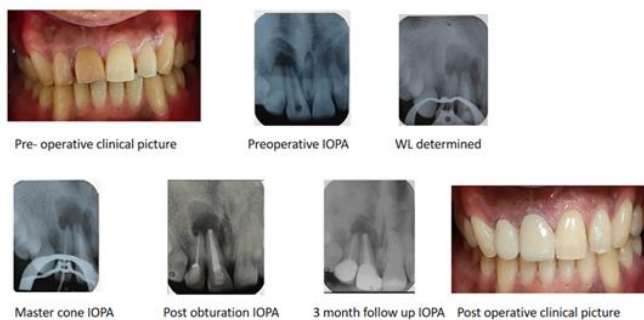 Pre- operative clinical picture
Preoperative IOPA
WL determined
Master cone IOPA
Post obturation IOPA
3 month follow up IOPA
Post operative clinical picture